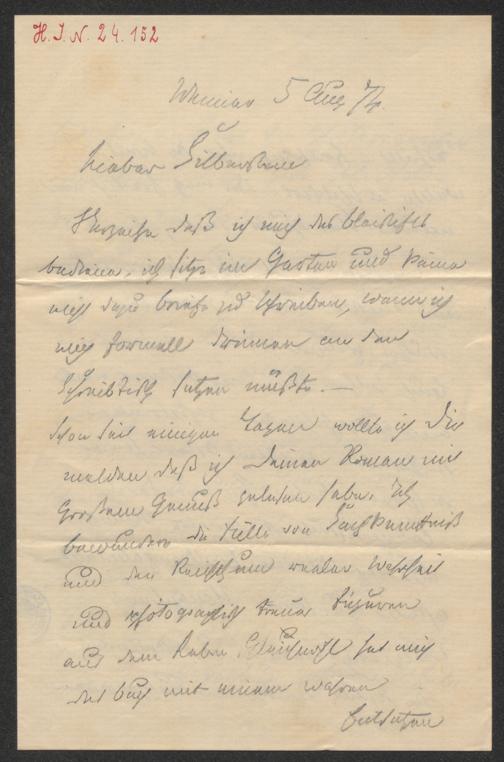 H. I. N. 24.152
Weimar 5 Aug 74.
Lieber Silberstein
Verzeihe daß ich mich des Bleistifts
bediene, ich sitze im Garten und käme
nicht dazu heute zu schreiben, wenn ich
mich formell drinnen an den
Schreibtisch setzen müßte. —
Schon seit einigen Tagen wollte ich Dir
melden daß ich Deinen Roman mit
Großem Genuß gelesen habe. Ich
bewundere die Fülle von Sachkenntniß
und den Reichthum realer Wahrheit
und photographisch treuer Figuren
aus dem Leben. Gleichwohl hat mich
das Buch mit einem wahren
Entsetzen